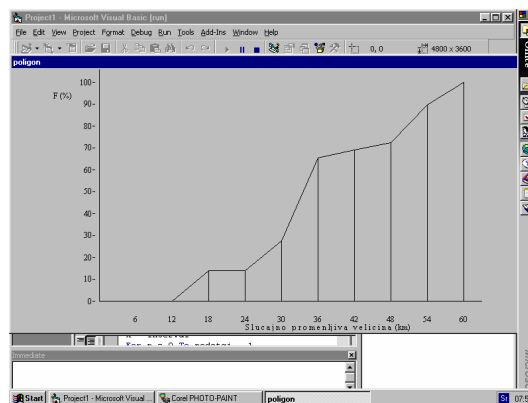 Project1 - Microsoft Visual Basic [run]
File Edit View Project Format Debug Run Tools Add-Ins Window Help
0, 0 4800 x 3600
poligon
F (%)
100-
90-
80-
70-
60-
50-
40-
30-
20-
10-
0-
6 12 18 24 30 36 42 48 54 60
Slucajno promenljiva velicina (km)
Immediate
Start Project1 - Microsoft Visual ... Corel PHOTO-PAINT poligon Sr